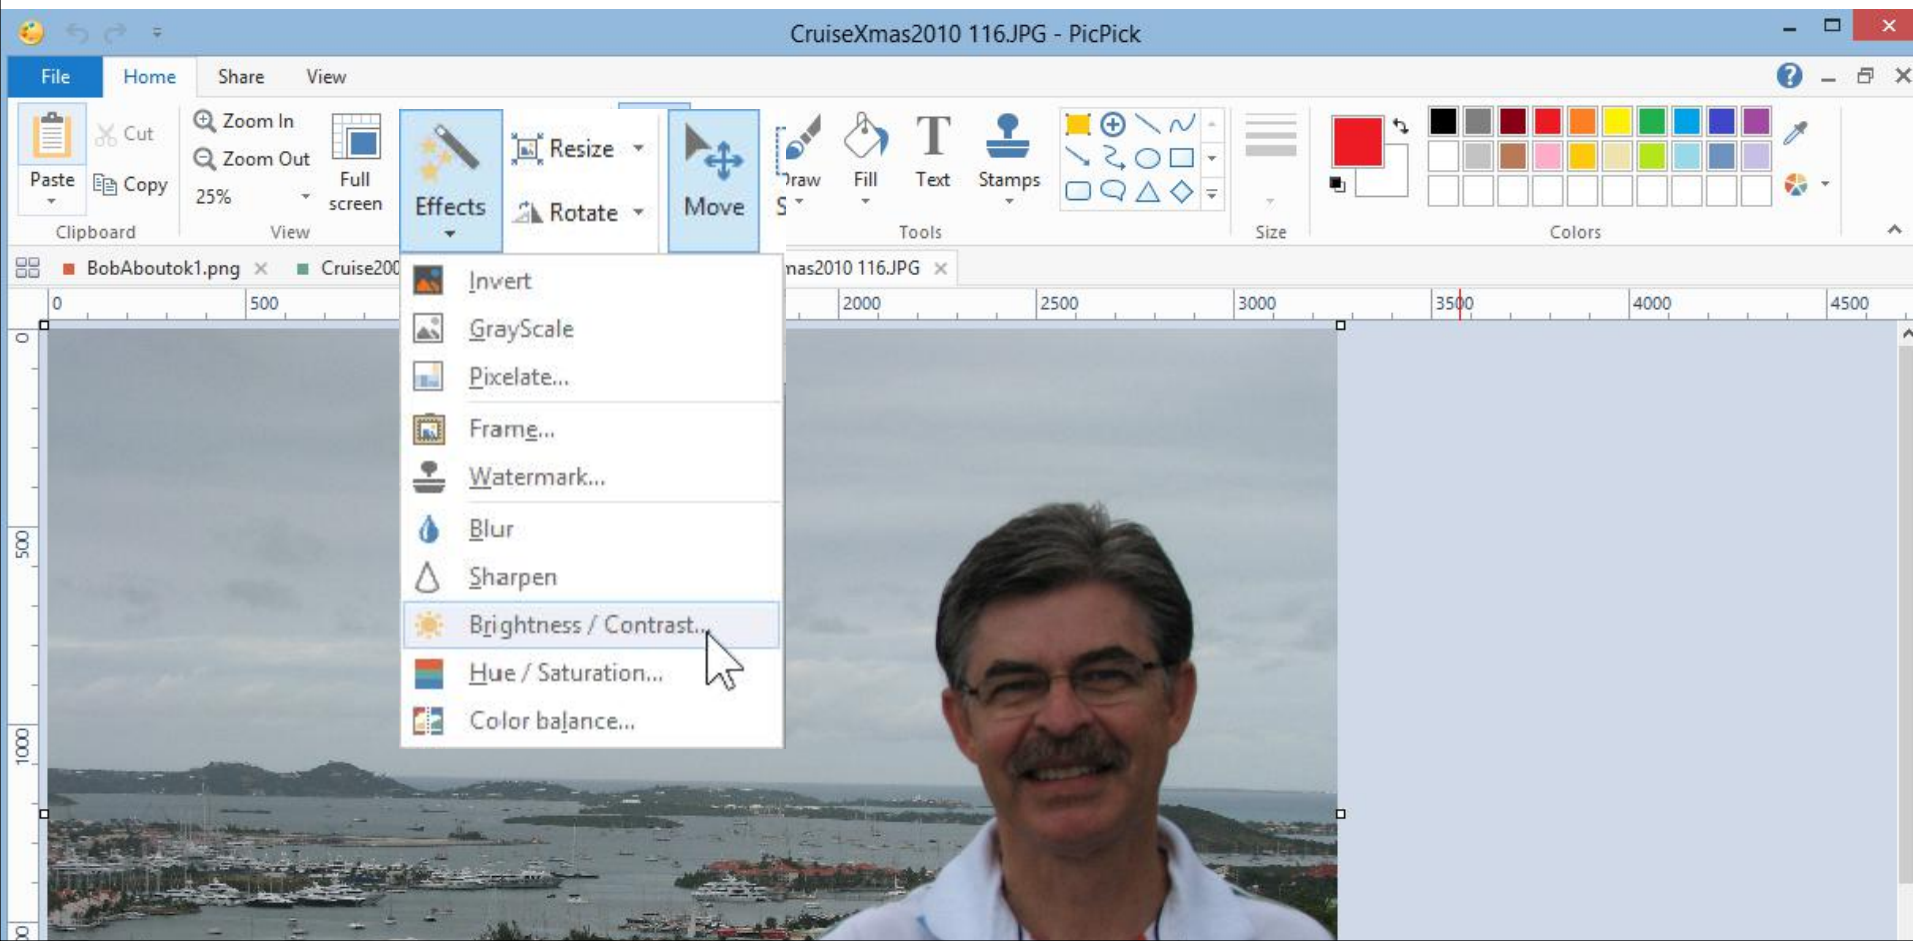 CruiseXmas2010 116.JPG - PicPick
File Home Share View
Paste
Cut
Copy
Clipboard
Zoom In
Zoom Out
25%
Full
screen
View
Effects
Resize
Rotate
Move
S
Draw
Fill
Text
Stamps
Tools
Size
Colors
BobAboutok1.png
Cruise200
mas2010 116.JPG
0 500 2000 2500 3000 3500 4000 4500
Invert
GrayScale
Pixelate...
Frame...
Watermark...
Blur
Sharpen
Brightness / Contrast...
Hue / Saturation...
Color balance...
0
500
1000